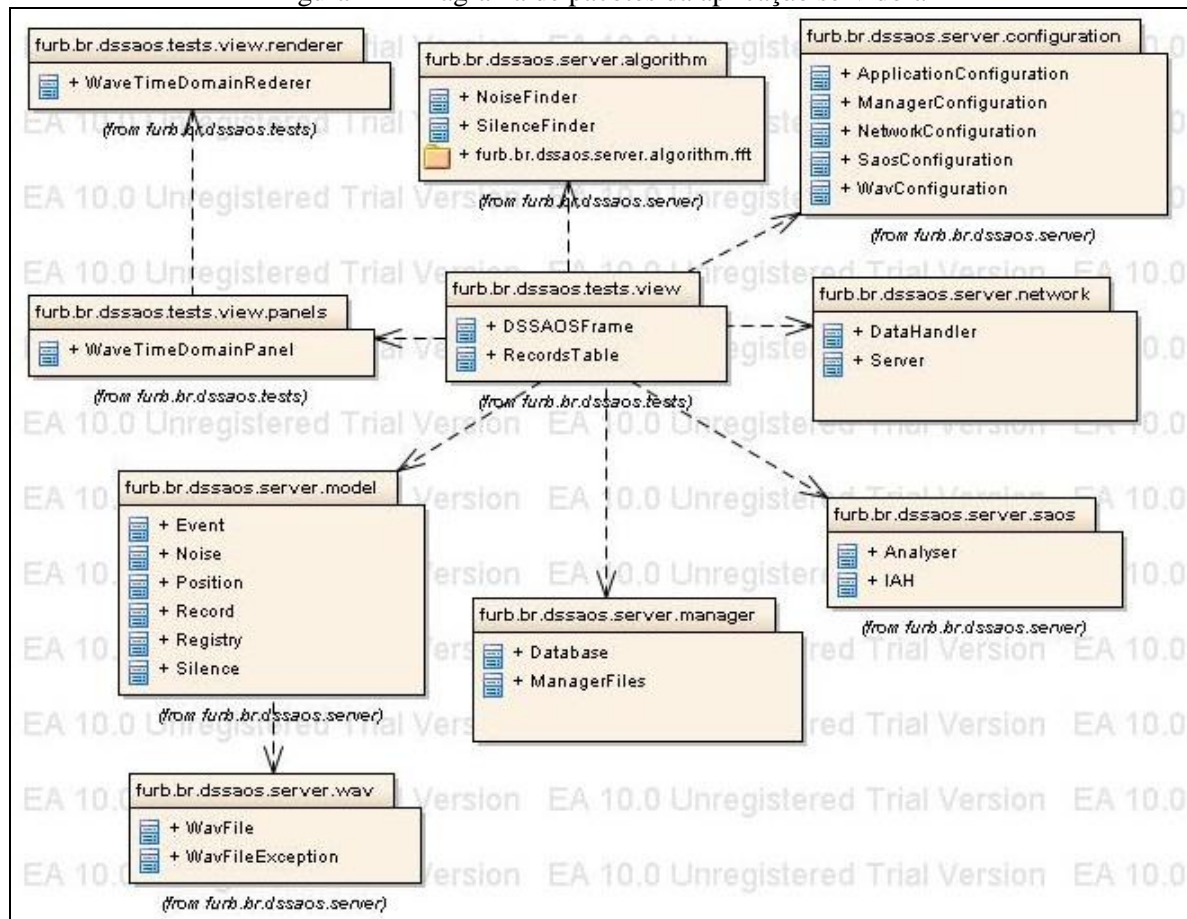 furb.br.dssaos.tests.view.renderer
+ WaveTimeDomainRederer
(from furb.br.dssaos.tests)
furb.br.dssaos.server.algorithm
+ NoiseFinder
+ SilenceFinder
+ furb.br.dssaos.server.algorithm.fft
(from furb.br.dssaos.server)
furb.br.dssaos.server.configuration
+ ApplicationConfiguration
+ ManagerConfiguration
+ NetworkConfiguration
+ SaosConfiguration
+ WavConfiguration
(from furb.br.dssaos.server)
furb.br.dssaos.tests.view.panels
+ WaveTimeDomainPanel
(from furb.br.dssaos.tests)
furb.br.dssaos.tests.view
+ DSSAOSFrame
+ RecordsTable
(from furb.br.dssaos.tests)
furb.br.dssaos.server.network
+ DataHandler
+ Server
furb.br.dssaos.server.model
+ Event
+ Noise
+ Position
+ Record
+ Registry
+ Silence
(from furb.br.dssaos.server)
furb.br.dssaos.server.manager
+ Database
+ ManagerFiles
furb.br.dssaos.server.saos
+ Analyser
+ IAH
(from furb.br.dssaos.server)
furb.br.dssaos.server.wav
+ WavFile
+ WavFileException
(from furb.br.dssaos.server)
EA 10.0 Unregistered Trial Version EA 10.0